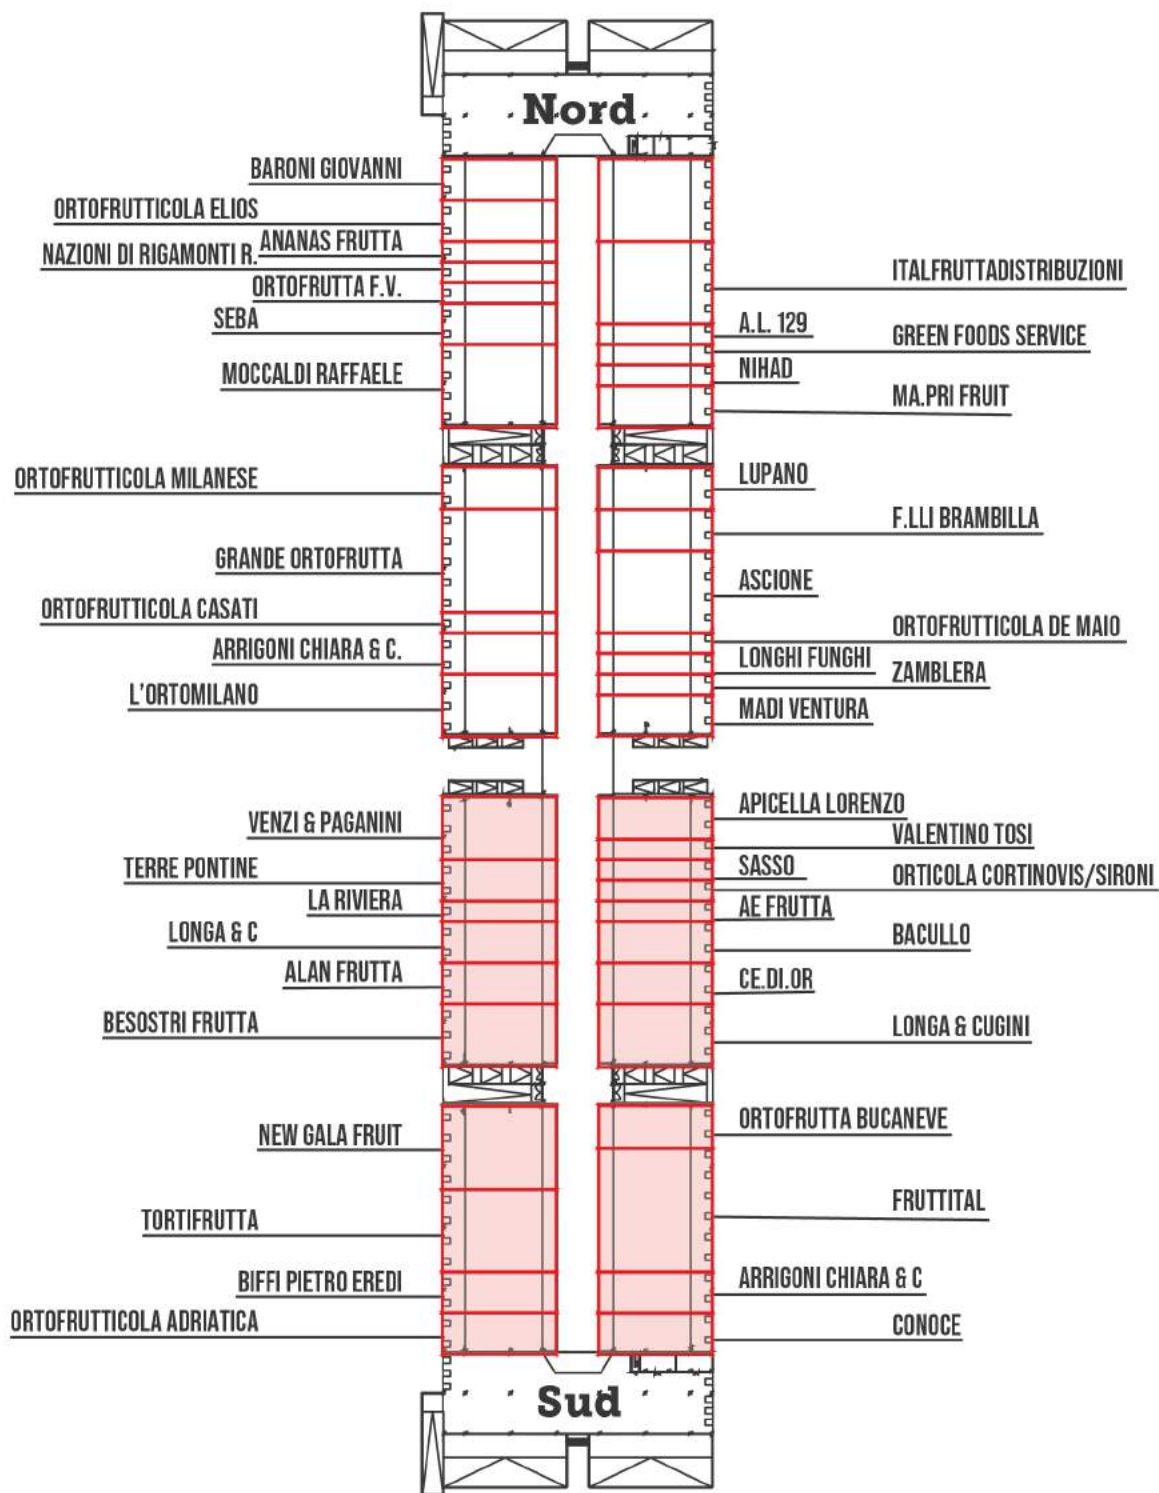 Nord
BARONI GIOVANNI
ORTOFRUTTICOLA ELIOS
ANANAS FRUTTA
NAZIONI DI RIGAMONTI R.
ORTOFRUTTA F.V.
SEBA
MOCCALDI RAFFAELE
ORTOFRUTTICOLA MILANESE
GRANDE ORTOFRUTTA
ORTOFRUTTICOLA CASATI
ARRIGONI CHIARA & C.
L'ORTOMILANO
VENZI & PAGANINI
TERRE PONTINE
LA RIVIERA
LONGA & C
ALAN FRUTTA
BESOSTRI FRUTTA
NEW GALA FRUIT
TORTIFRUTTA
BIFFI PIETRO EREDI
ORTOFRUTTICOLA ADRIATICA
ITALFRUTTADISTRIBUZIONI
A.L. 129
GREEN FOODS SERVICE
NIHAD
MA.PRI FRUIT
LUPANO
F.LLI BRAMBILLA
ASCIONE
ORTOFRUTTICOLA DE MAIO
LONGHI FUNGHI
ZAMBLERA
MADI VENTURA
APICELLA LORENZO
VALENTINO TOSI
SASSO
ORTICOLA CORTINOVIS/SIRONI
AE FRUTTA
BACULLO
CE.DI.OR
LONGA & CUGINI
ORTOFRUTTA BUCANEVE
FRUTTITAL
ARRIGONI CHIARA & C
CONOCE
Sud